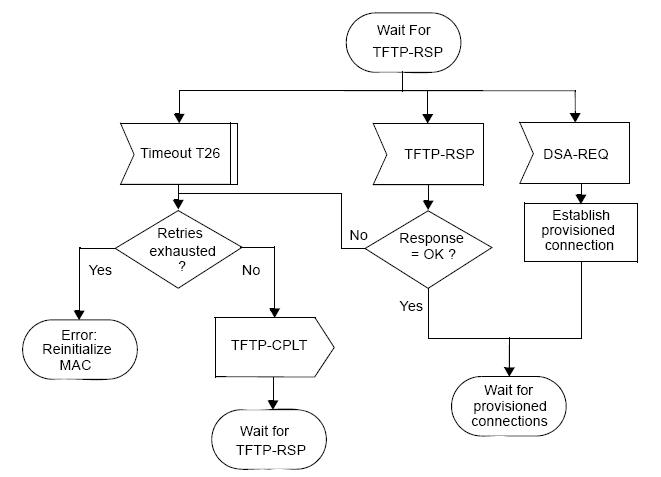 Wait For
TFTP-RSP
Timeout T26
TFTP-RSP
DSA-REQ
Establish
provisioned
connection
Retries
exhausted
?
No
Response
= OK ?
Yes
No
Yes
Error:
Reinitialize
MAC
TFTP-CPLT
Wait for
provisioned
connections
Wait for
TFTP-RSP